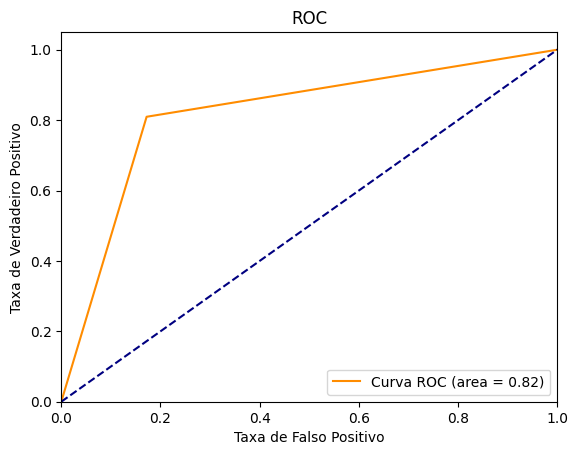 ROC
Taxa de Verdadeiro Positivo
1.0
0.8
0.6
0.4
0.2
0.0
0.0 0.2 0.4 0.6 0.8 1.0
Taxa de Falso Positivo
Curva ROC (area = 0.82)